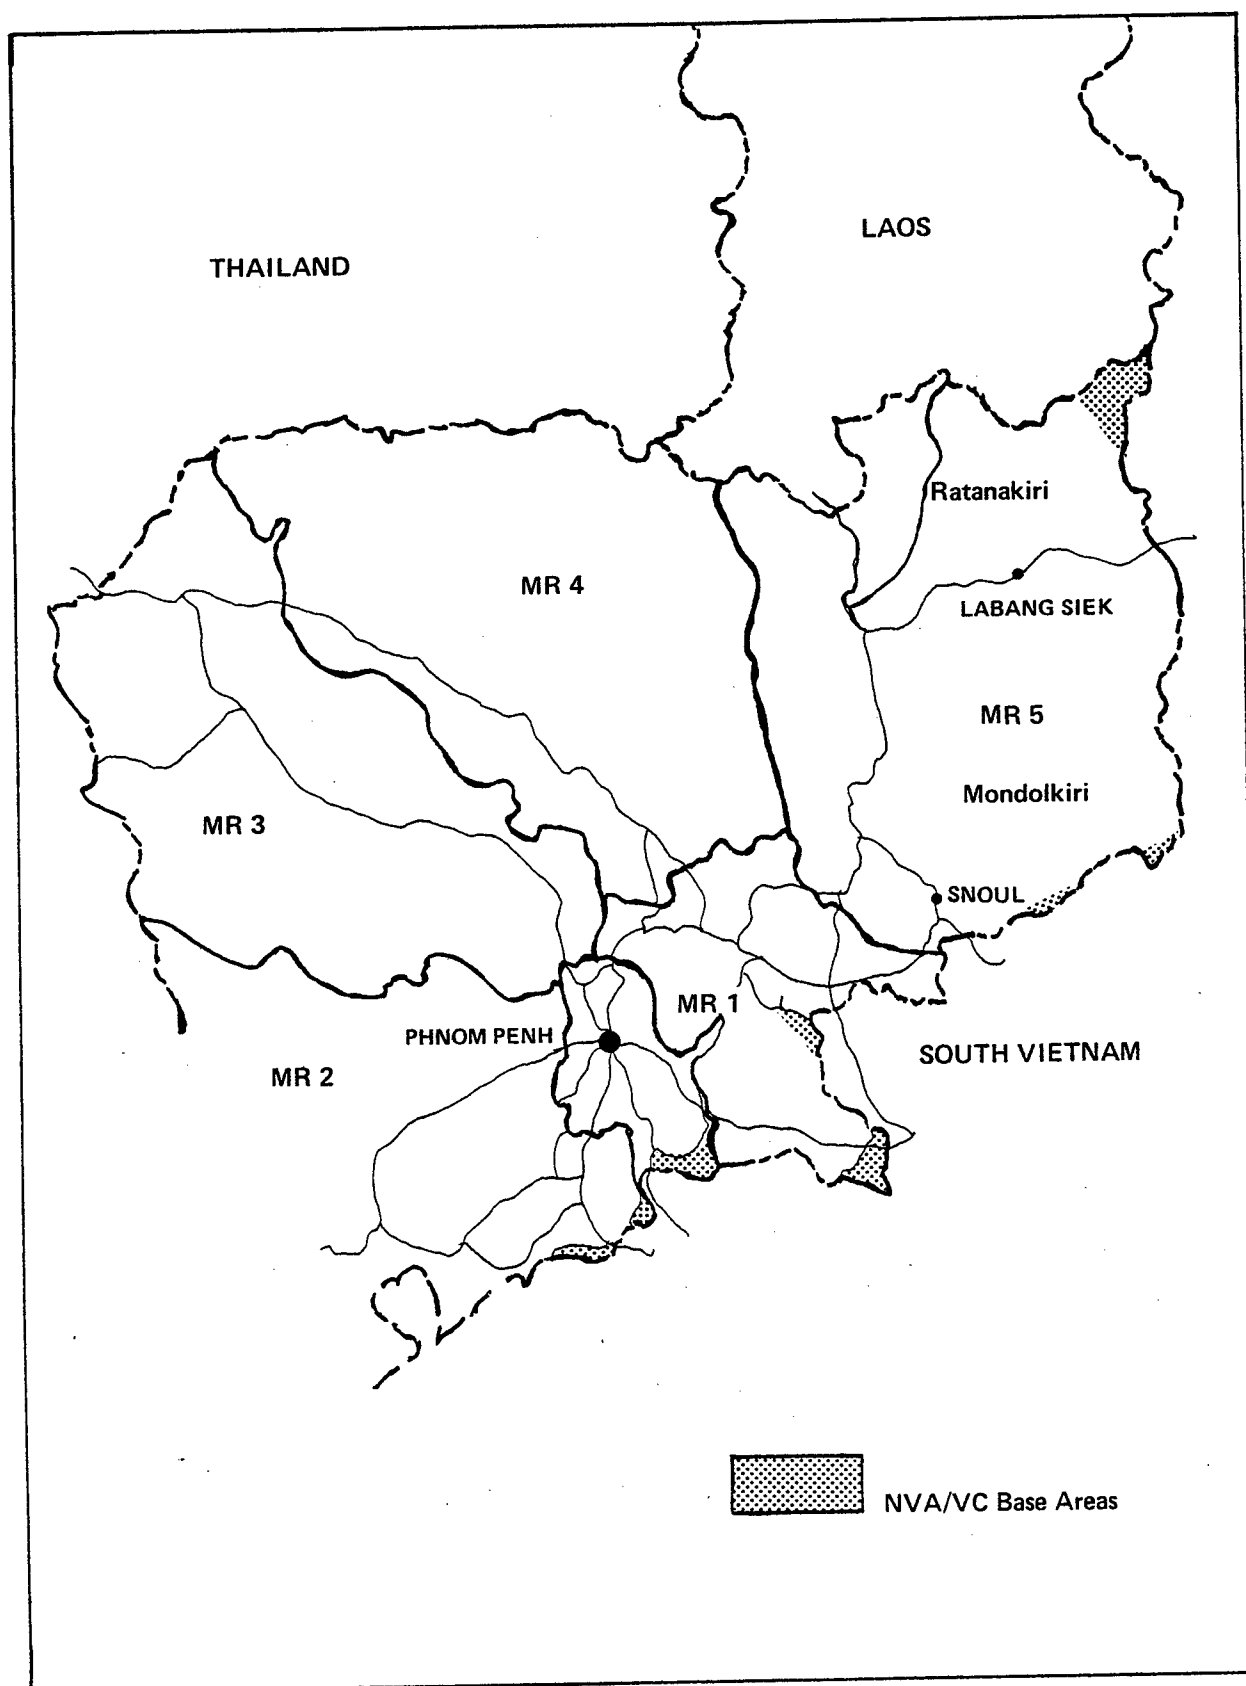 LAOS
THAILAND
Ratanakiri
MR 4
LABANG SIEK
MR 5
Mondolkiri
MR 3
SNOUL
MR 1
PHNOM PENH
SOUTH VIETNAM
MR 2
NVA/VC Base Areas